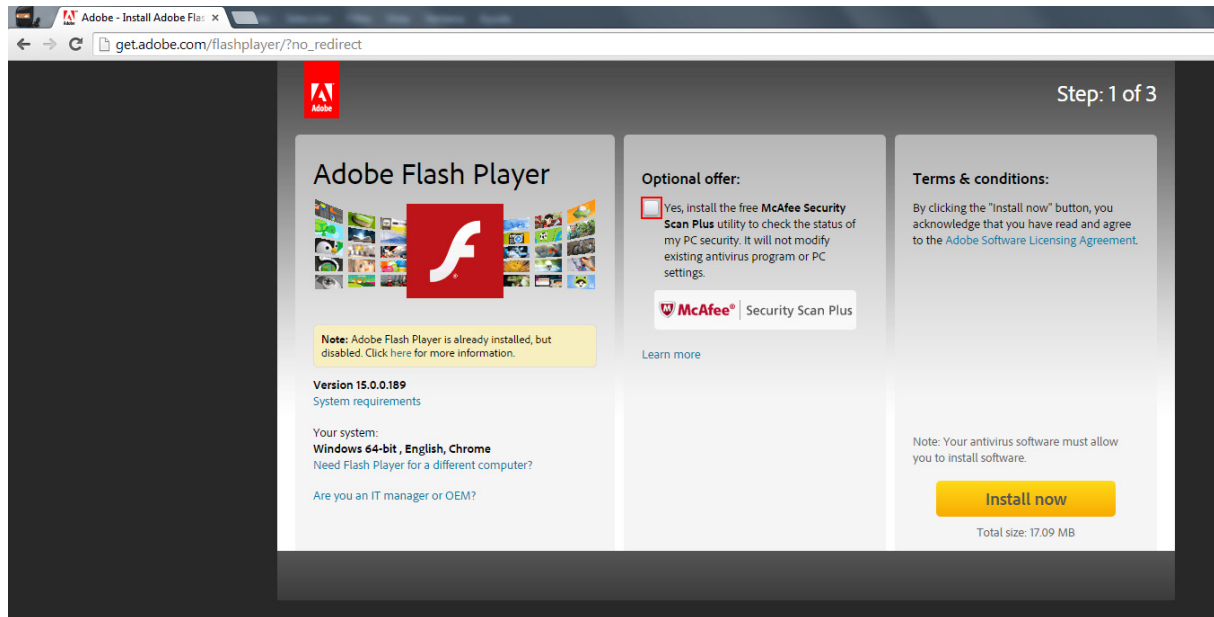 Adobe - Install Adobe Flas
get.adobe.com/flashplayer/?no_redirect
Adobe
Step: 1 of 3
Adobe Flash Player
Note: Adobe Flash Player is already installed, but
disabled. Click here for more information.
Version 15.0.0.189
System requirements
Your system:
Windows 64-bit , English, Chrome
Need Flash Player for a different computer?
Are you an IT manager or OEM?
Optional offer:
Yes, install the free McAfee Security
Scan Plus utility to check the status of
my PC security. It will not modify
existing antivirus program or PC
settings.
McAfee® Security Scan Plus
Learn more
Terms & conditions:
By clicking the "Install now" button, you
acknowledge that you have read and agree
to the Adobe Software Licensing Agreement.
Note: Your antivirus software must allow
you to install software.
Install now
Total size: 17.09 MB